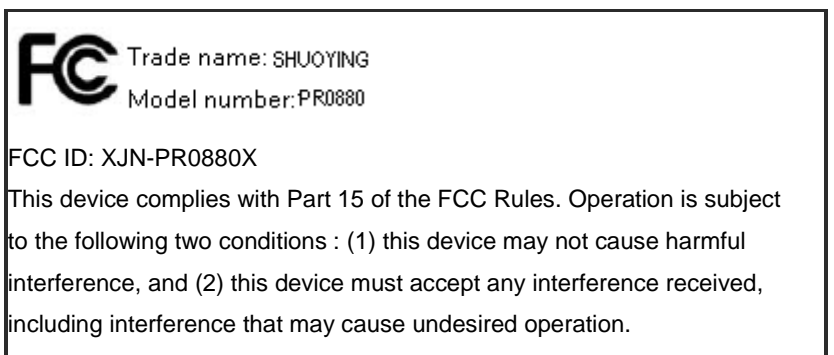 FC Trade name: SHUOYING
Model number:PR0880
FCC ID: XJN-PR0880X
This device complies with Part 15 of the FCC Rules. Operation is subject
to the following two conditions : (1) this device may not cause harmful
interference, and (2) this device must accept any interference received,
including interference that may cause undesired operation.